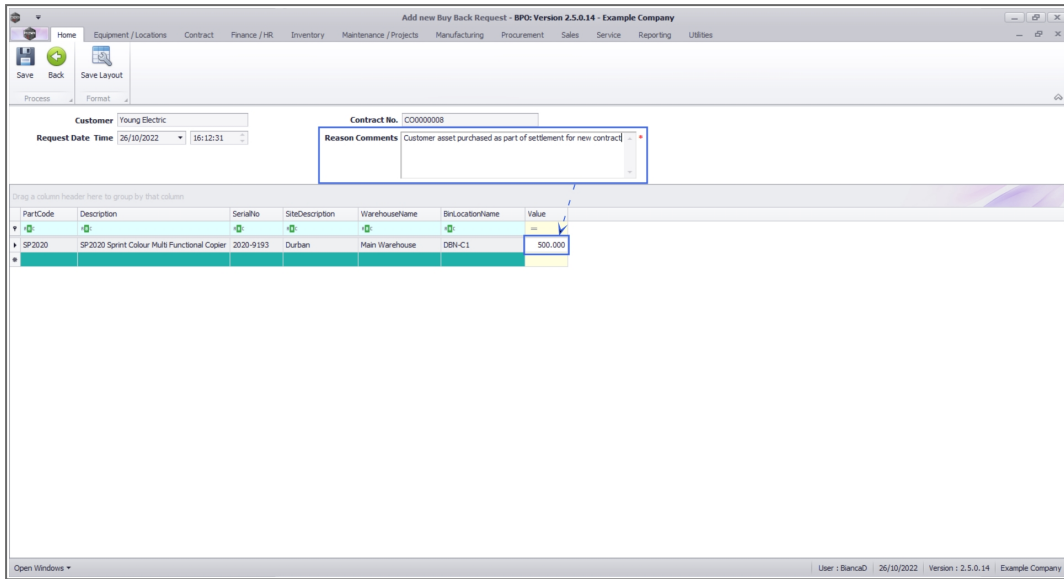 Add new Buy Back Request - BPO: Version 2.5.0.14 - Example Company
Home Equipment / Locations Contract Finance / HR Inventory Maintenance / Projects Manufacturing Procurement Sales Service Reporting Utilities
Save Back Save Layout
Process Format
Customer Young Electric Contract No. CO0000008
Request Date Time 26/10/2022 16:12:31 Reason Comments Customer asset purchased as part of settlement for new contract *
Drag a column header here to group by that column
PartCode Description SerialNo SiteDescription WarehouseName BinLocationName Value
=
SP2020 SP2020 Sprint Colour Multi Functional Copier 2020-9193 Durban Main Warehouse DBN-C1 500.000
Open Windows User : BiancaD 26/10/2022 Version : 2.5.0.14 Example Company